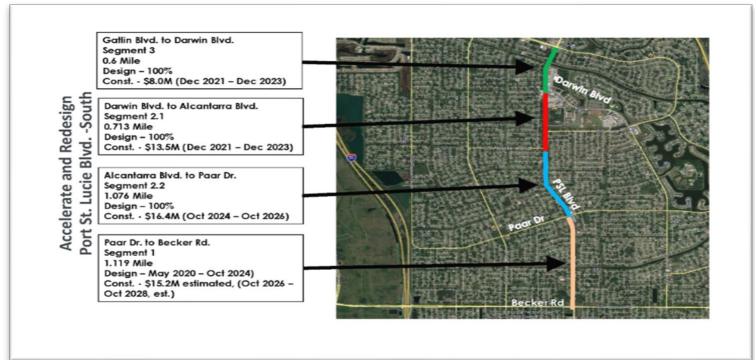 Accelerate and Redesign
Port St. Lucie Blvd. -South
Gatlin Blvd. to Darwin Blvd.
Segment 3
0.6 Mile
Design – 100%
Const. - $8.0M (Dec 2021 – Dec 2023)
Darwin Blvd. to Alcantarra Blvd.
Segment 2.1
0.713 Mile
Design – 100%
Const. - $13.5M (Dec 2021 – Dec 2023)
Alcantarra Blvd. to Paar Dr.
Segment 2.2
1.076 Mile
Design – 100%
Const. - $16.4M (Oct 2024 – Oct 2026)
Paar Dr. to Becker Rd.
Segment 1
1.119 Mile
Design – May 2020 – Oct 2024)
Const. - $15.2M estimated, (Oct 2026 –
Oct 2028, est.)
Darwin Blvd
PSL Blvd
Paar Dr
Becker Rd